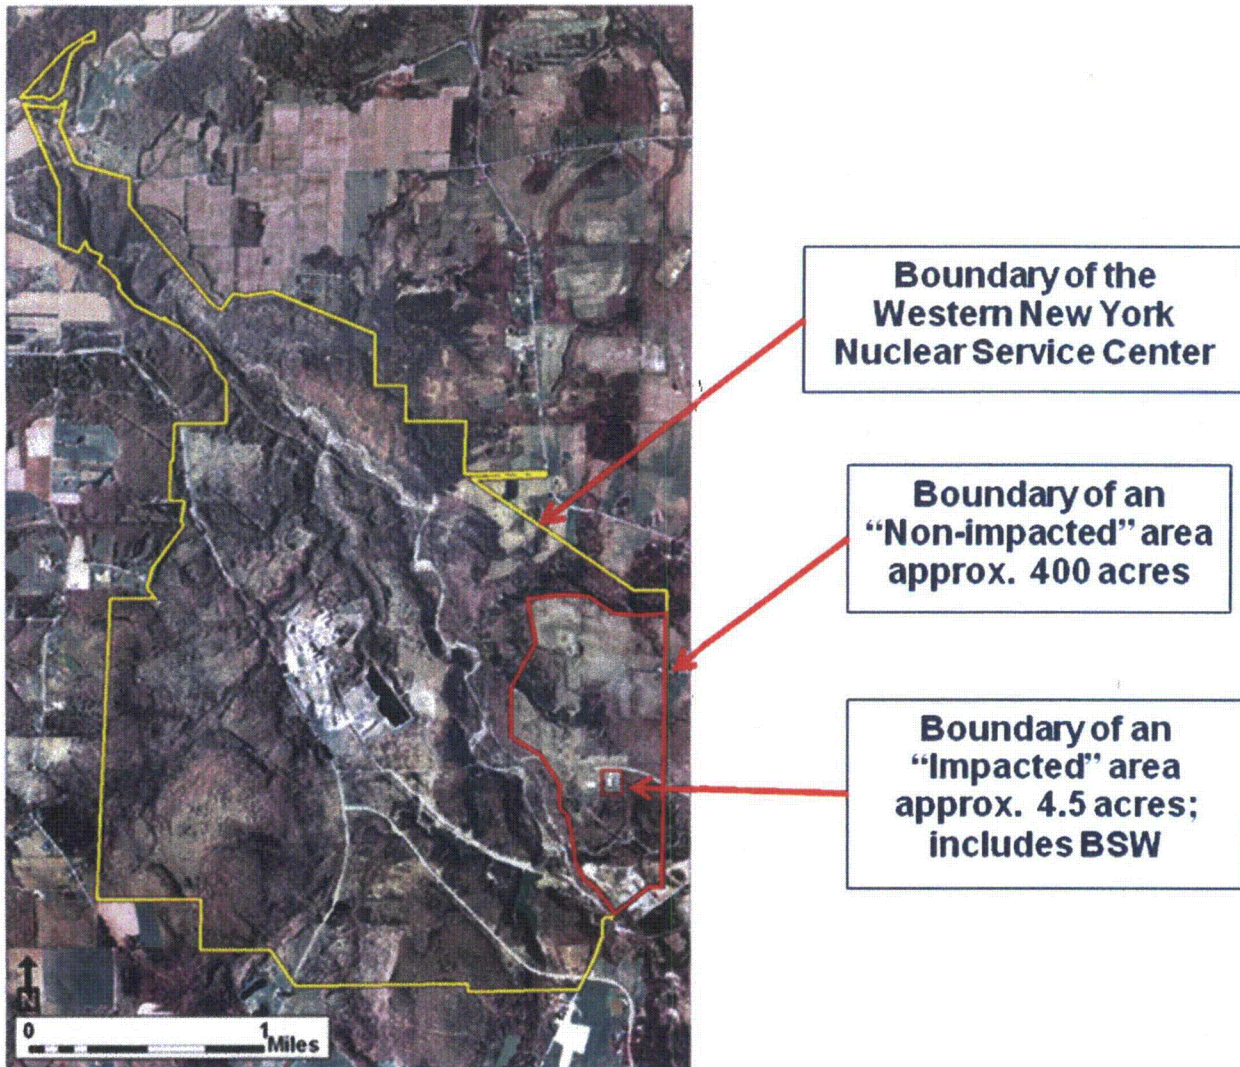 Boundary of the
Western New York
Nuclear Service Center
Boundary of an
“Non-impacted” area
approx. 400 acres
Boundary of an
“Impacted” area
approx. 4.5 acres;
includes BSW
N
0 1
Miles